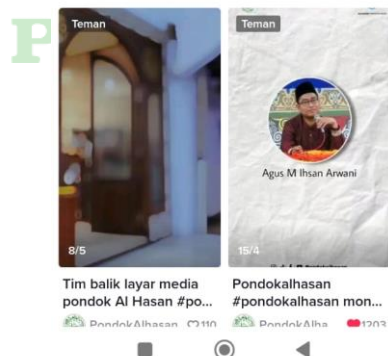 P
Teman
8/5
Tim balik layar media
pondok Al Hasan #po...
PondokAlhasan 110
Teman
Agus M Ihsan Arwani
15/4
Pondokalhasan
#pondokalhasan mon...
PondokAlha... 1203